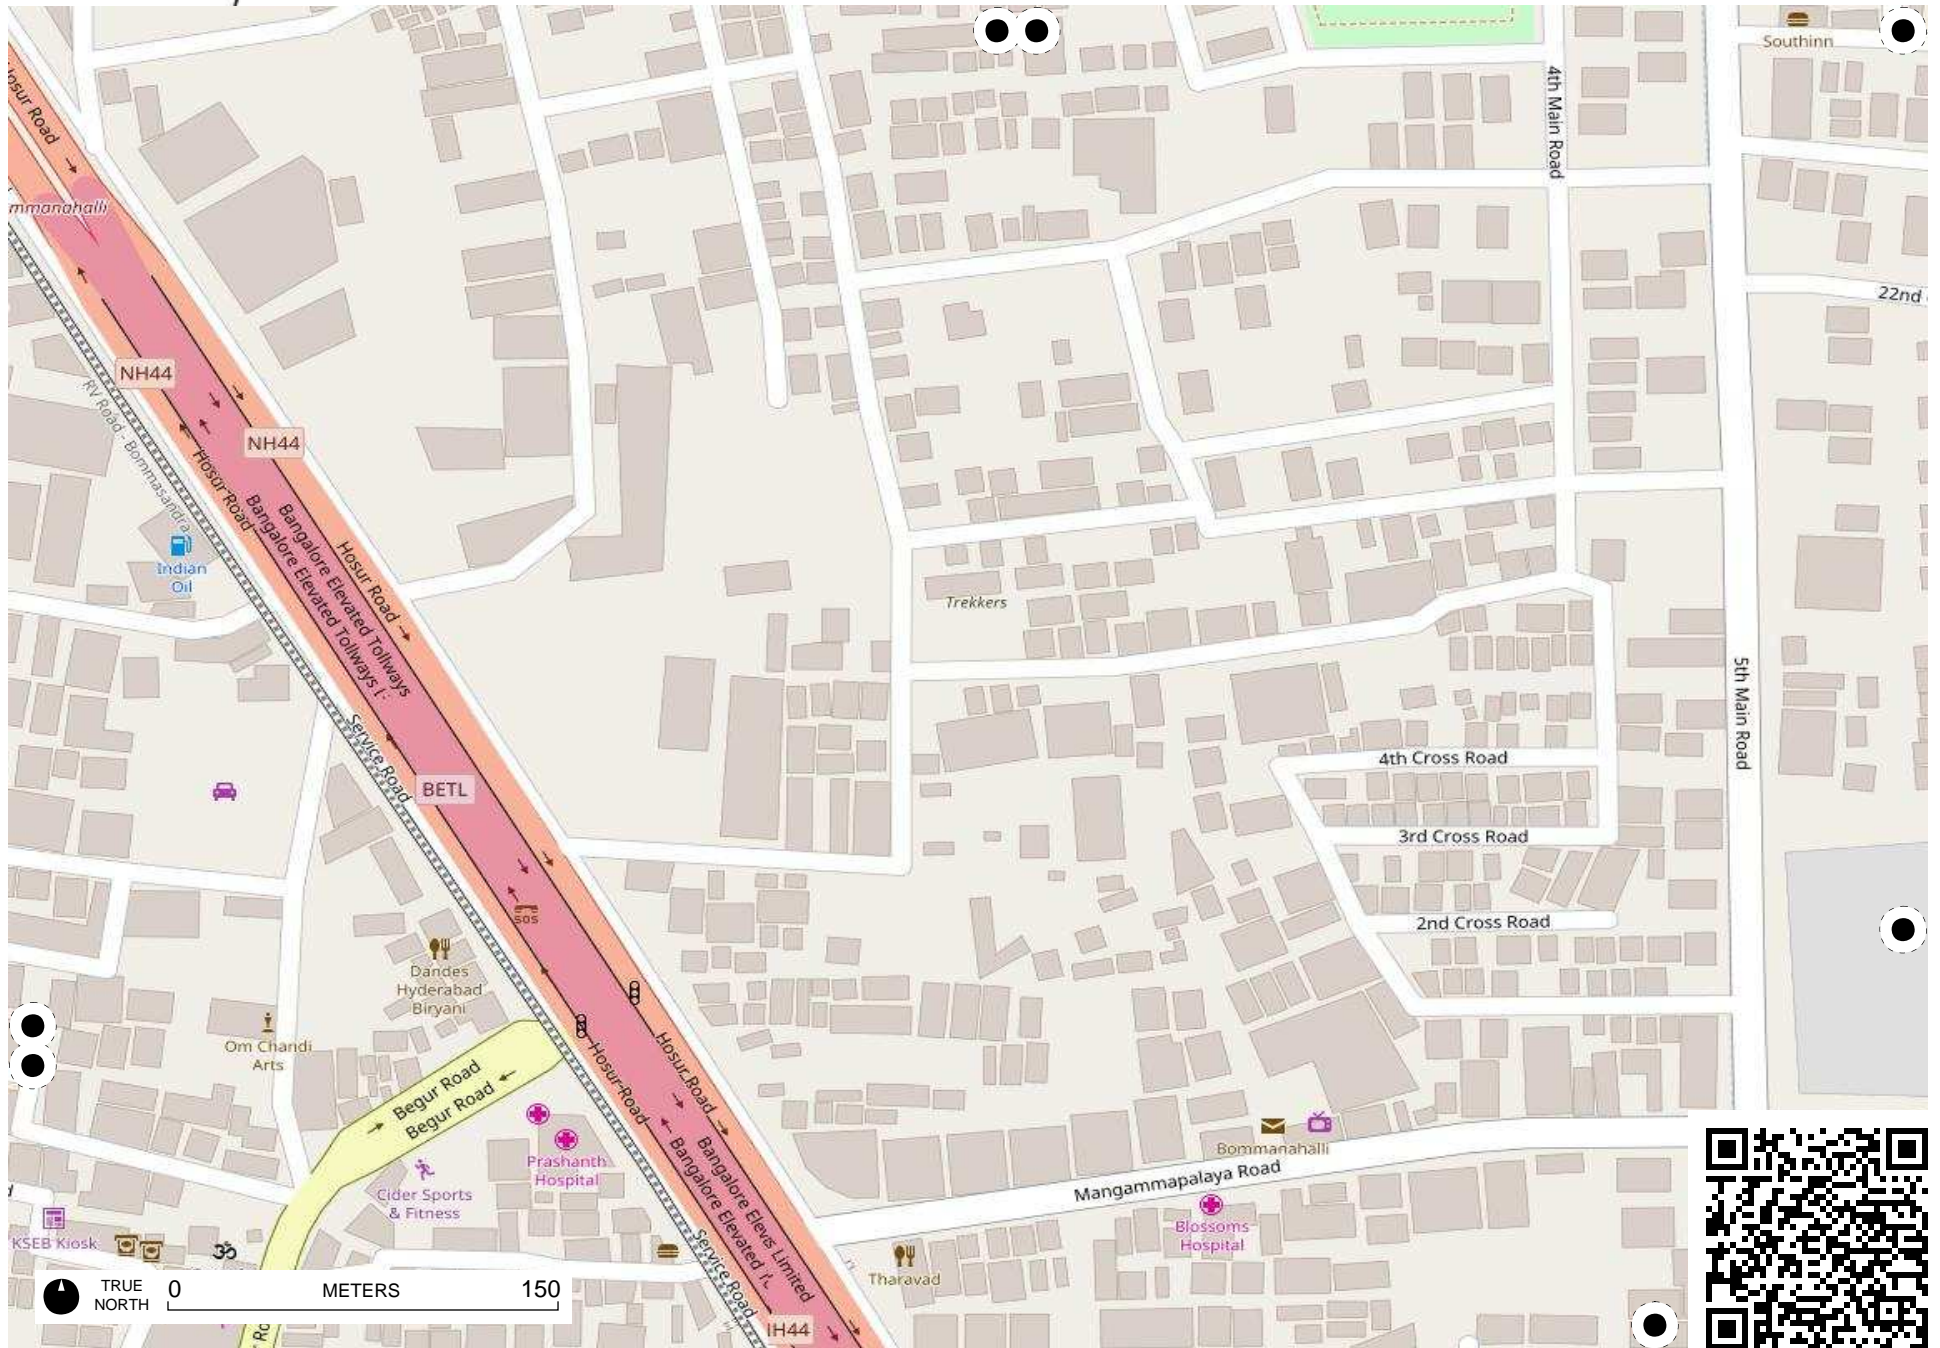 Hosur Road
4th Main Road
Southinn
mmanahalli
22nd
NH44
NH44
RV Road - Bommasandra
Hosur Road
Bangalore Elevated Tollways
Bangalore Elevated Tollways
Hosur Road
Indian
Oil
Trekkers
5th Main Road
Service Road
BETL
4th Cross Road
3rd Cross Road
2nd Cross Road
sos
Dandes
Hyderabad
Biryani
Om Chandi
Arts
Begur Road
Begur Road
Hosur Road
Hosur Road
Prashanth
Hospital
Cider Sports
& Fitness
Bommanahalli
Mangammapalaya Road
Blossoms
Hospital
KSEB Kiosk
ॐ
Bangalore Elevated
Service Road
Tharavad
TRUE
NORTH
0 METERS 150